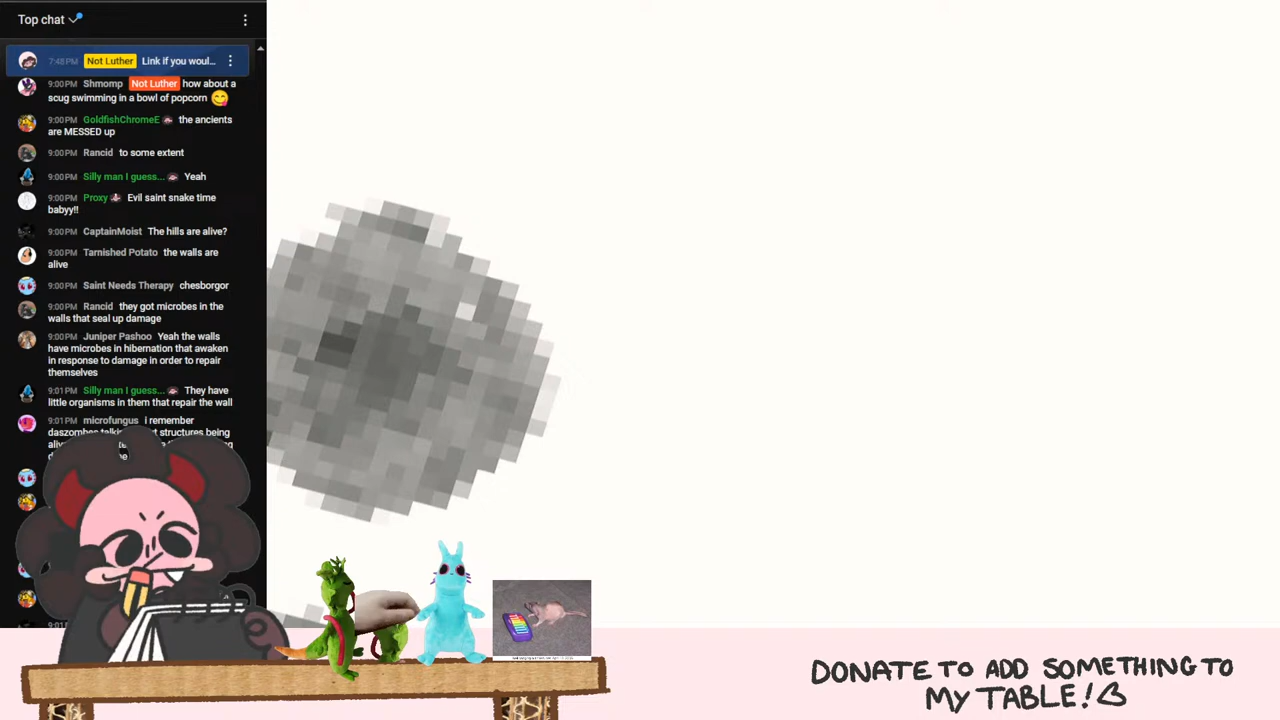 Top chat
7:48PM Not Luther Link if you woul...
9:00PM Shmomp Not Luther how about a
scug swimming in a bowl of popcorn 😋
9:00PM GoldfishChromeE the ancients
are MESSED up
9:00PM Rancid to some extent
9:00PM Silly man I guess... Yeah
9:00PM Proxy Evil saint snake time
babyy!!
9:00PM CaptainMoist The hills are alive?
9:00PM Tarnished Potato the walls are
alive
9:00PM Saint Needs Therapy chesborgor
9:00PM Rancid they got microbes in the
walls that seal up damage
9:00PM Juniper Pashoo Yeah the walls
have microbes in hibernation that awaken
in response to damage in order to repair
themselves
9:01PM Silly man I guess... They have
little organisms in them that repair the wall
9:01PM microfungus i remember
structures being
DONATE TO ADD SOMETHING TO
MY TABLE!